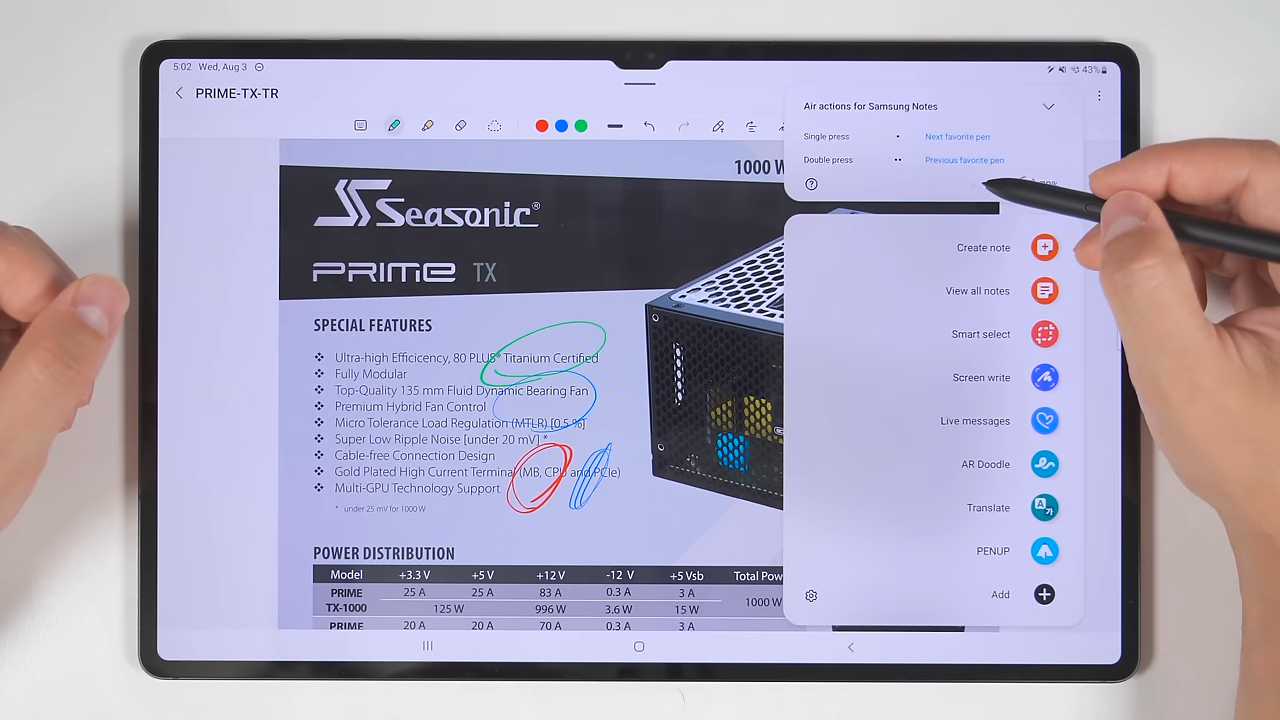 5:02 Wed, Aug 3
43%
PRIME-TX-TR
Air actions for Samsung Notes
Single press • Next favorite pen
Double press •• Previous favorite pen
1000 W
Seasonic®
PRIME TX
SPECIAL FEATURES
❖ Ultra-high Efficicency, 80 PLUS® Titanium Certified
❖ Fully Modular
❖ Top-Quality 135 mm Fluid Dynamic Bearing Fan
❖ Premium Hybrid Fan Control
❖ Micro Tolerance Load Regulation (MTLR) [0.5 %]
❖ Super Low Ripple Noise [under 20 mV] *
❖ Cable-free Connection Design
❖ Gold Plated High Current Terminal (MB, CPU and PCIe)
❖ Multi-GPU Technology Support
* under 25 mV for 1000 W
POWER DISTRIBUTION
Model +3.3 V +5 V +12 V -12 V +5 Vsb Total Pow
PRIME 25 A 25 A 83 A 0.3 A 3 A
TX-1000 125 W 996 W 3.6 W 15 W 1000 W
PRIME 20 A 20 A 70 A 0.3 A 3 A
Create note
View all notes
Smart select
Screen write
Live messages
AR Doodle
Translate
PENUP
Add